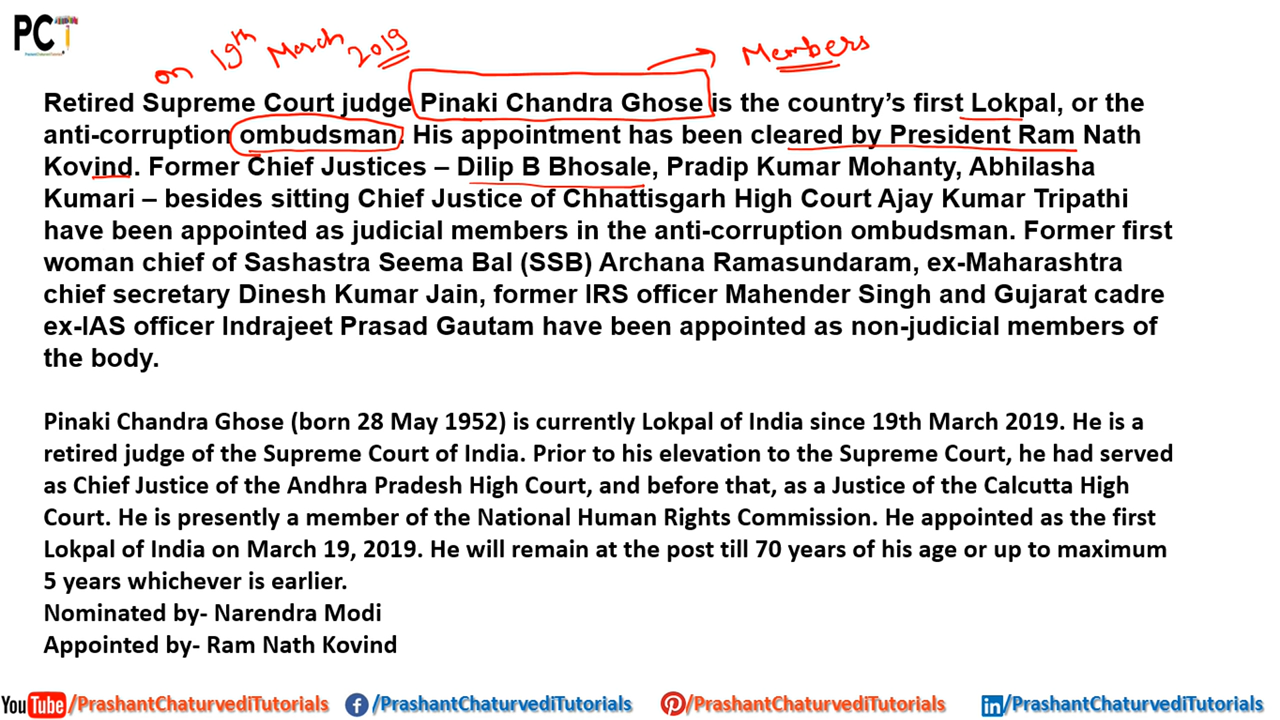 PCT
on 19th March 2019
Members
Retired Supreme Court judge Pinaki Chandra Ghose is the country's first Lokpal, or the
anti-corruption ombudsman. His appointment has been cleared by President Ram Nath
Kovind. Former Chief Justices – Dilip B Bhosale, Pradip Kumar Mohanty, Abhilasha
Kumari – besides sitting Chief Justice of Chhattisgarh High Court Ajay Kumar Tripathi
have been appointed as judicial members in the anti-corruption ombudsman. Former first
woman chief of Sashastra Seema Bal (SSB) Archana Ramasundaram, ex-Maharashtra
chief secretary Dinesh Kumar Jain, former IRS officer Mahender Singh and Gujarat cadre
ex-IAS officer Indrajeet Prasad Gautam have been appointed as non-judicial members of
the body.
Pinaki Chandra Ghose (born 28 May 1952) is currently Lokpal of India since 19th March 2019. He is a
retired judge of the Supreme Court of India. Prior to his elevation to the Supreme Court, he had served
as Chief Justice of the Andhra Pradesh High Court, and before that, as a Justice of the Calcutta High
Court. He is presently a member of the National Human Rights Commission. He appointed as the first
Lokpal of India on March 19, 2019. He will remain at the post till 70 years of his age or up to maximum
5 years whichever is earlier.
Nominated by- Narendra Modi
Appointed by- Ram Nath Kovind
YouTube/PrashantChaturvediTutorials f/PrashantChaturvediTutorials /PrashantChaturvediTutorials in/PrashantChaturvediTutorials